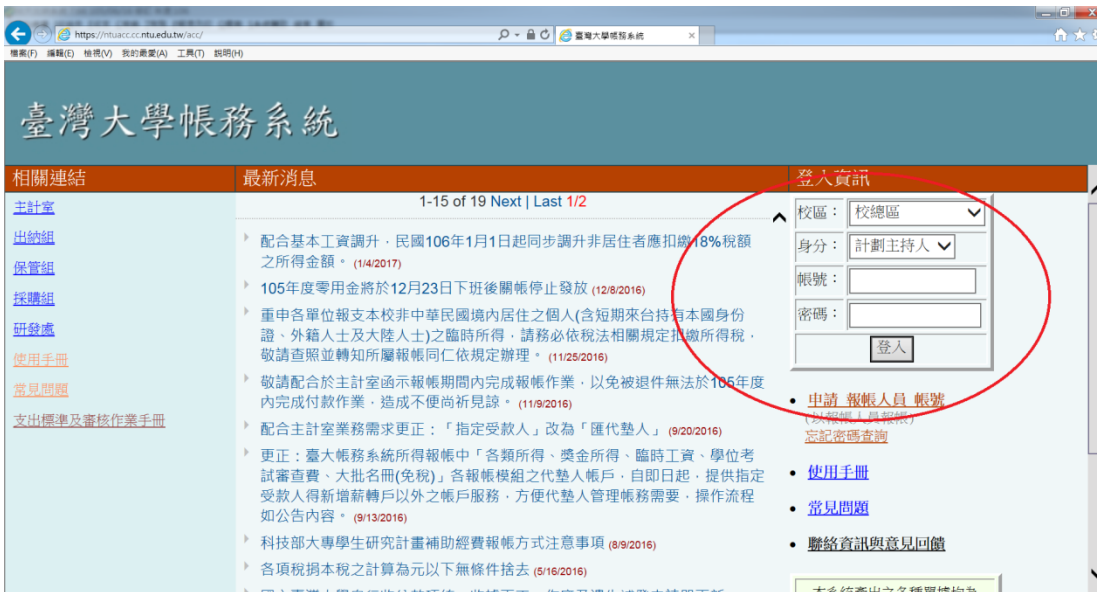 https://ntuacc.cc.ntu.edu.tw/acc/
臺灣大學帳務系統
檔案(F) 編輯(E) 檢視(V) 我的最愛(A) 工具(T) 說明(H)
臺灣大學帳務系統
相關連結
主計室
出納組
保管組
採購組
研發處
使用手冊
常見問題
支出標準及審核作業手冊
最新消息
1-15 of 19 Next | Last 1/2
配合基本工資調升，民國106年1月1日起同步調升非居住者應扣繳18%稅額
之所得金額。 (1/4/2017)
105年度零用金將於12月23日下班後關帳停止發放 (12/8/2016)
重申各單位報支本校非中華民國境內居住之個人(含短期來台持有本國身份
證、外籍人士及大陸人士)之臨時所得，請務必依稅法相關規定扣繳所得稅，
敬請查照並轉知所屬報帳同仁依規定辦理。 (11/25/2016)
敬請配合於主計室函示報帳期間內完成報帳作業，以免被退件無法於105年度
內完成付款作業，造成不便尚祈見諒。 (11/9/2016)
配合主計室業務需求更正：「指定受款人」改為「匯代墊人」 (9/20/2016)
更正：臺大帳務系統所得報帳中「各類所得、獎金所得、臨時工資、學位考
試審查費、大批名冊(免稅)」各報帳模組之代墊人帳戶，自即日起，提供指定
受款人得新增薪轉戶以外之帳戶服務，方便代墊人管理帳務需要，操作流程
如公告內容。 (9/13/2016)
科技部大專學生研究計畫補助經費報帳方式注意事項 (8/9/2016)
各項稅捐本稅之計算為元以下無條件捨去 (5/16/2016)
登入資訊
校區： 校總區
身分： 計劃主持人
帳號：
密碼：
登入
申請 報帳人員 帳號
(以報帳人員報帳)
忘記密碼查詢
使用手冊
常見問題
聯絡資訊與意見回饋